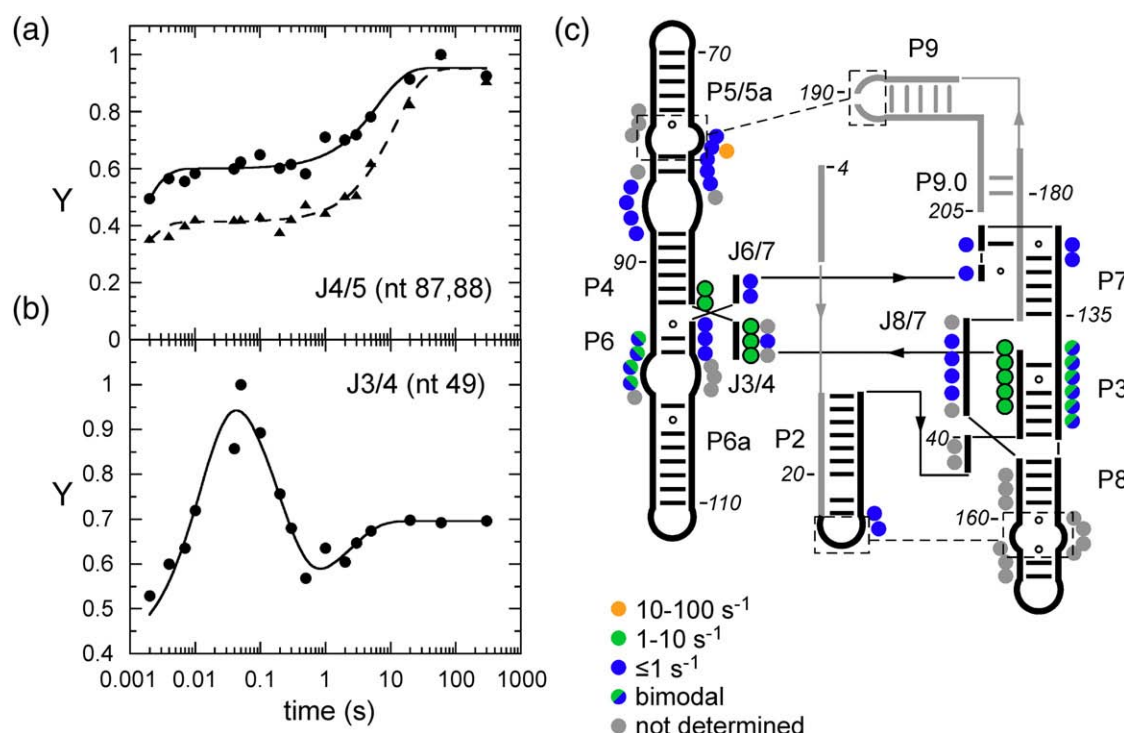 (a)
1
0.8
0.6
Y
0.4
0.2
J4/5 (nt 87,88)
0
(b)
1
J3/4 (nt 49)
0.9
0.8
Y
0.7
0.6
0.5
0.4
0.001 0.01 0.1 1 10 100 1000
time (s)
(c)
-70
P5/5a
P9
190-
-4
P9.0
-180
205-
90-
J6/7
P7
P4
-135
J8/7
P6
J3/4
P3
P6a
P2
40-
20-
P8
-110
160-
10-100 s-1
1-10 s-1
≤1 s-1
bimodal
not determined